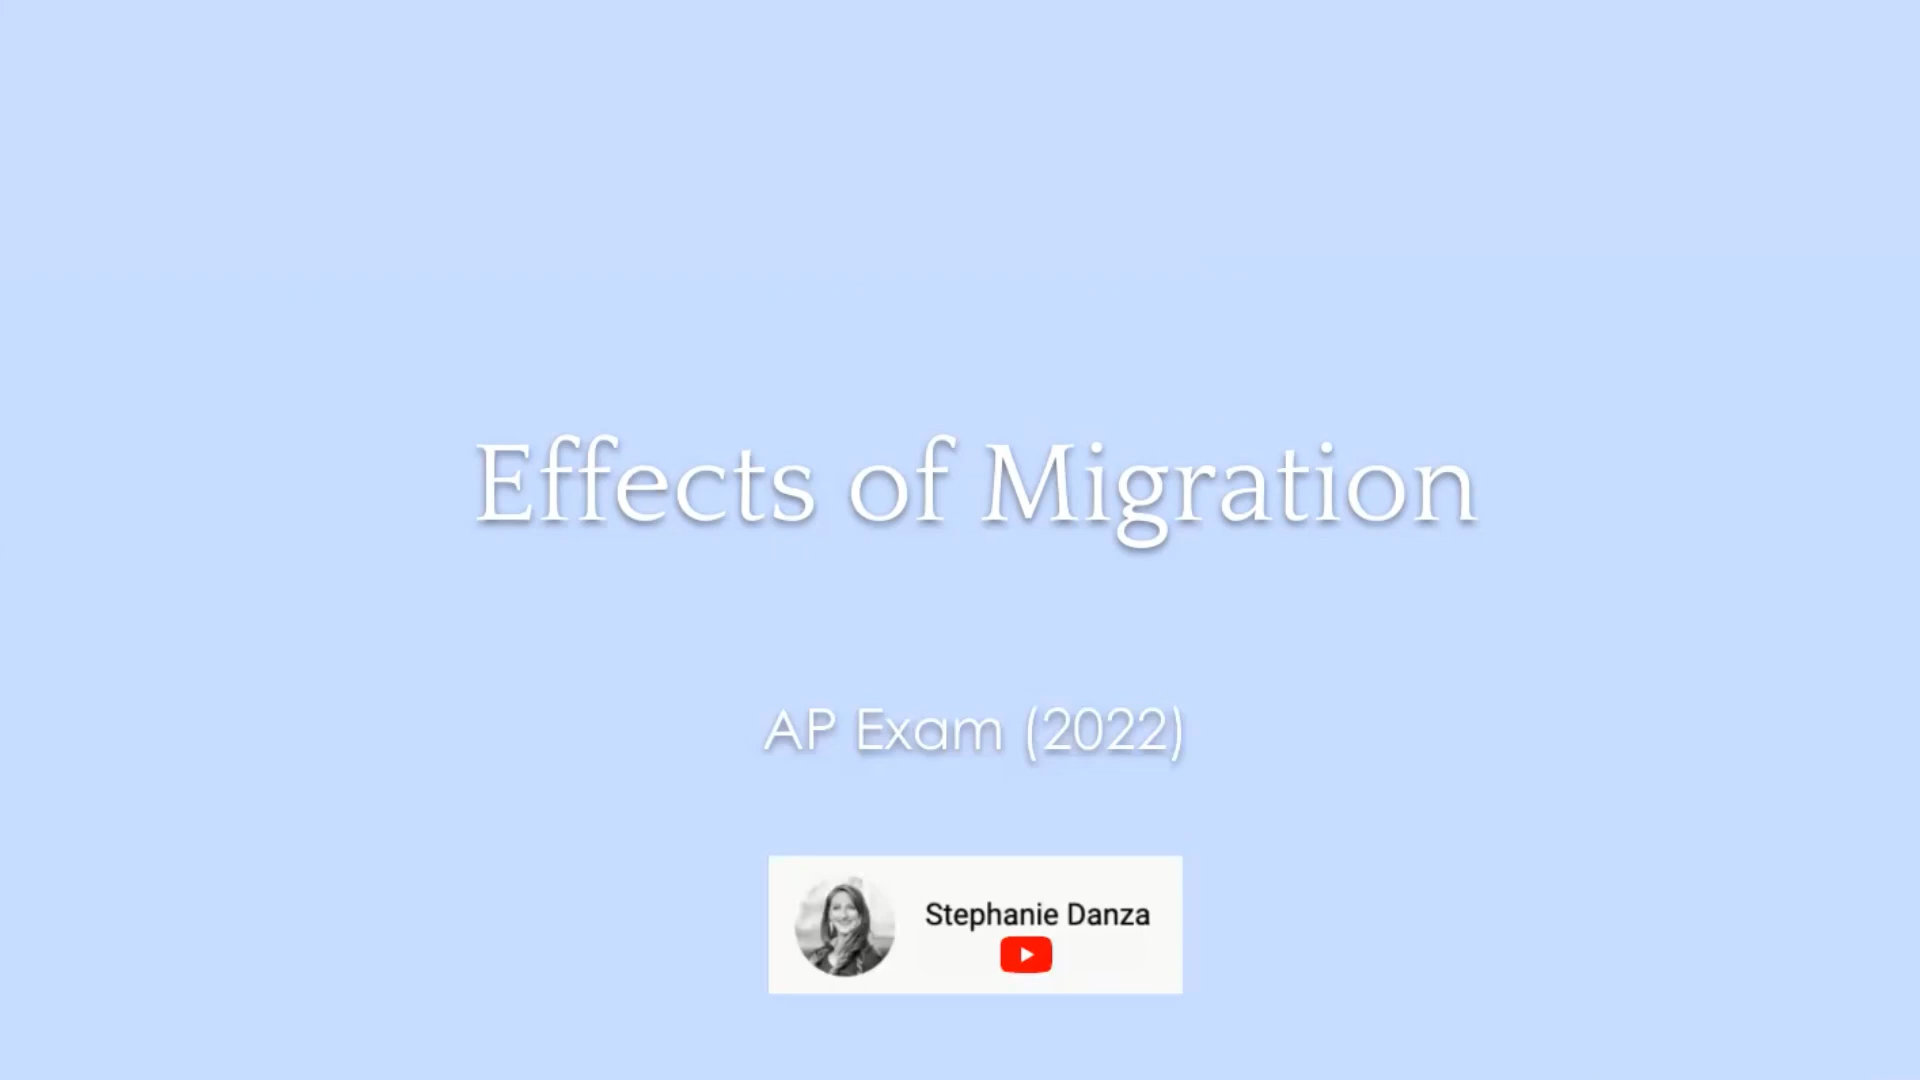 Effects of Migration
AP Exam (2022)
Stephanie Danza